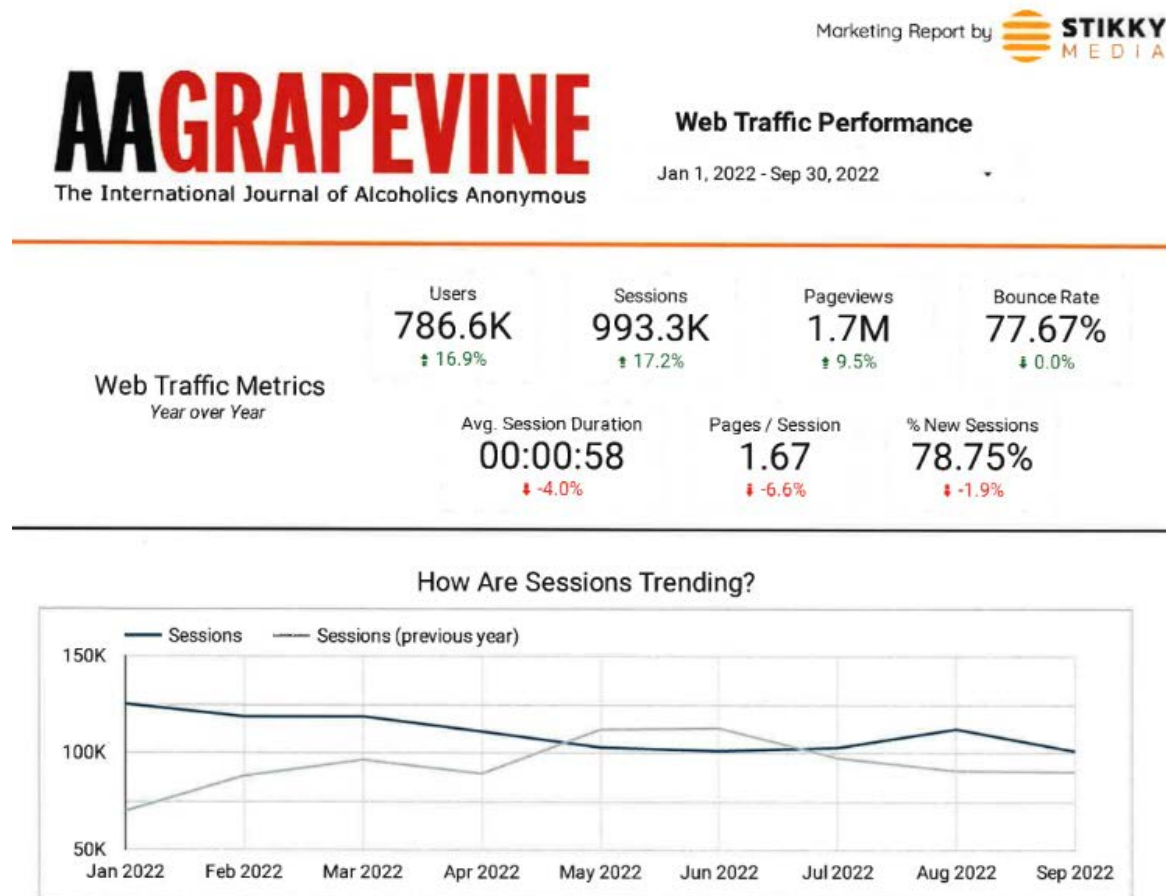 Marketing Report by
STIKKY
MEDIA
AAGRAPEVINE
The International Journal of Alcoholics Anonymous
Web Traffic Performance
Jan 1, 2022 - Sep 30, 2022
Web Traffic Metrics
Year over Year
Users
786.6K
16.9%
Sessions
993.3K
17.2%
Pageviews
1.7M
9.5%
Bounce Rate
77.67%
0.0%
Avg. Session Duration
00:00:58
-4.0%
Pages / Session
1.67
-6.6%
% New Sessions
78.75%
-1.9%
How Are Sessions Trending?
Sessions Sessions (previous year)
150K
100K
50K
Jan 2022 Feb 2022 Mar 2022 Apr 2022 May 2022 Jun 2022 Jul 2022 Aug 2022 Sep 2022